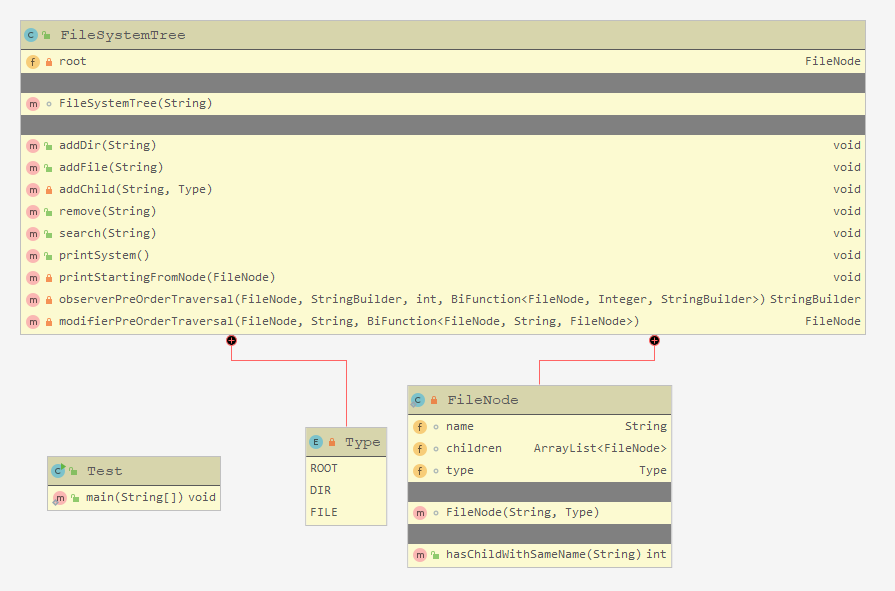 FileSystemTree
root FileNode
FileSystemTree(String)
addDir(String) void
addFile(String) void
addChild(String, Type) void
remove(String) void
search(String) void
printSystem() void
printStartingFromNode(FileNode) void
observerPreOrderTraversal(FileNode, StringBuilder, int, BiFunction<FileNode, Integer, StringBuilder>) StringBuilder
modifierPreOrderTraversal(FileNode, String, BiFunction<FileNode, String, FileNode>) FileNode
Test
main(String[]) void
Type
ROOT
DIR
FILE
FileNode
name String
children ArrayList<FileNode>
type Type
FileNode(String, Type)
hasChildWithSameName(String) int